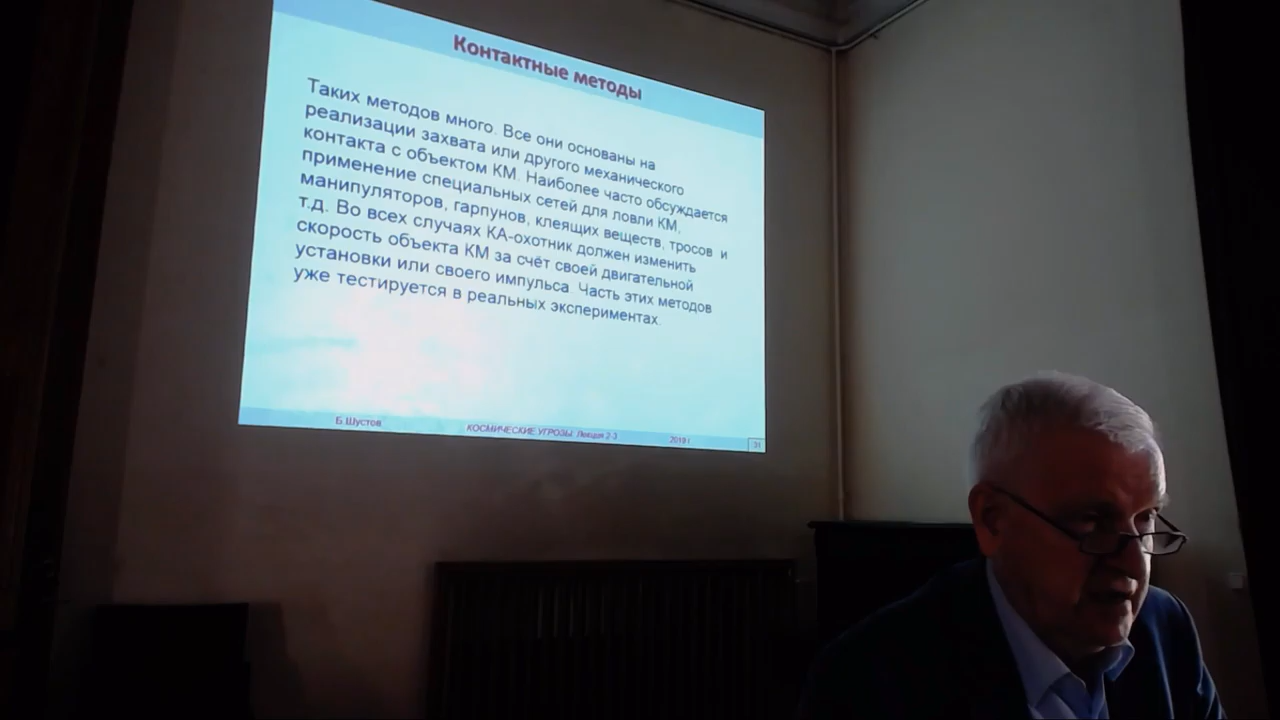 Контактные методы
Таких методов много. Все они основаны на
реализации захвата или другого механического
контакта с объектом КМ. Наиболее часто обсуждается
применение специальных сетей для ловли КМ,
манипуляторов, гарпунов, клеящих веществ, тросов и
т.д. Во всех случаях КА-охотник должен изменить
скорость объекта КМ за счёт своей двигательной
установки или своего импульса. Часть этих методов
уже тестируется в реальных экспериментах.
Б.Шустов КОСМИЧЕСКИЕ УГРОЗЫ Лекция 2-3 2019 г. 31